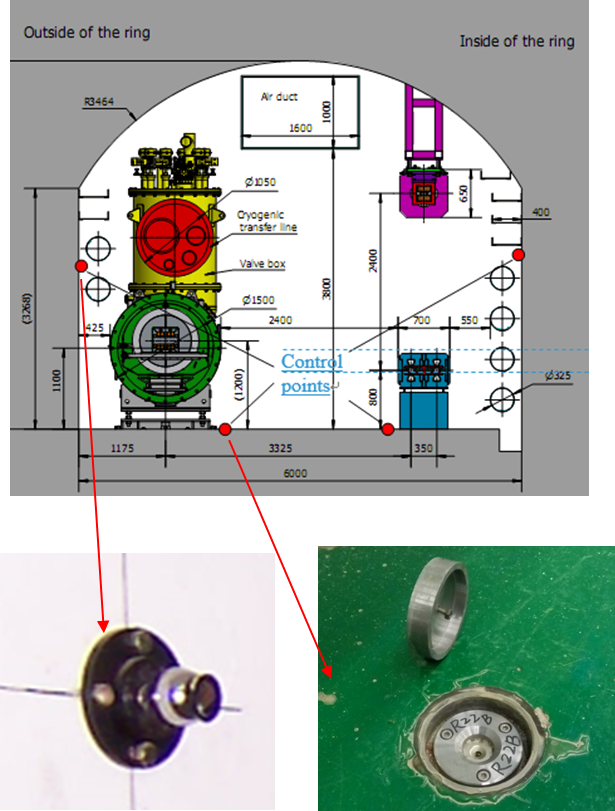 Outside of the ring
Inside of the ring
R3464
Air duct
1000
1600
Ø1050
Cryogenic
transfer line
Valve box
Ø1500
650
400
2400
3800
(3268)
425
2400
700
550
Control
points
1100
(1200)
800
Ø325
1175
3325
350
6000
R22B
R22B